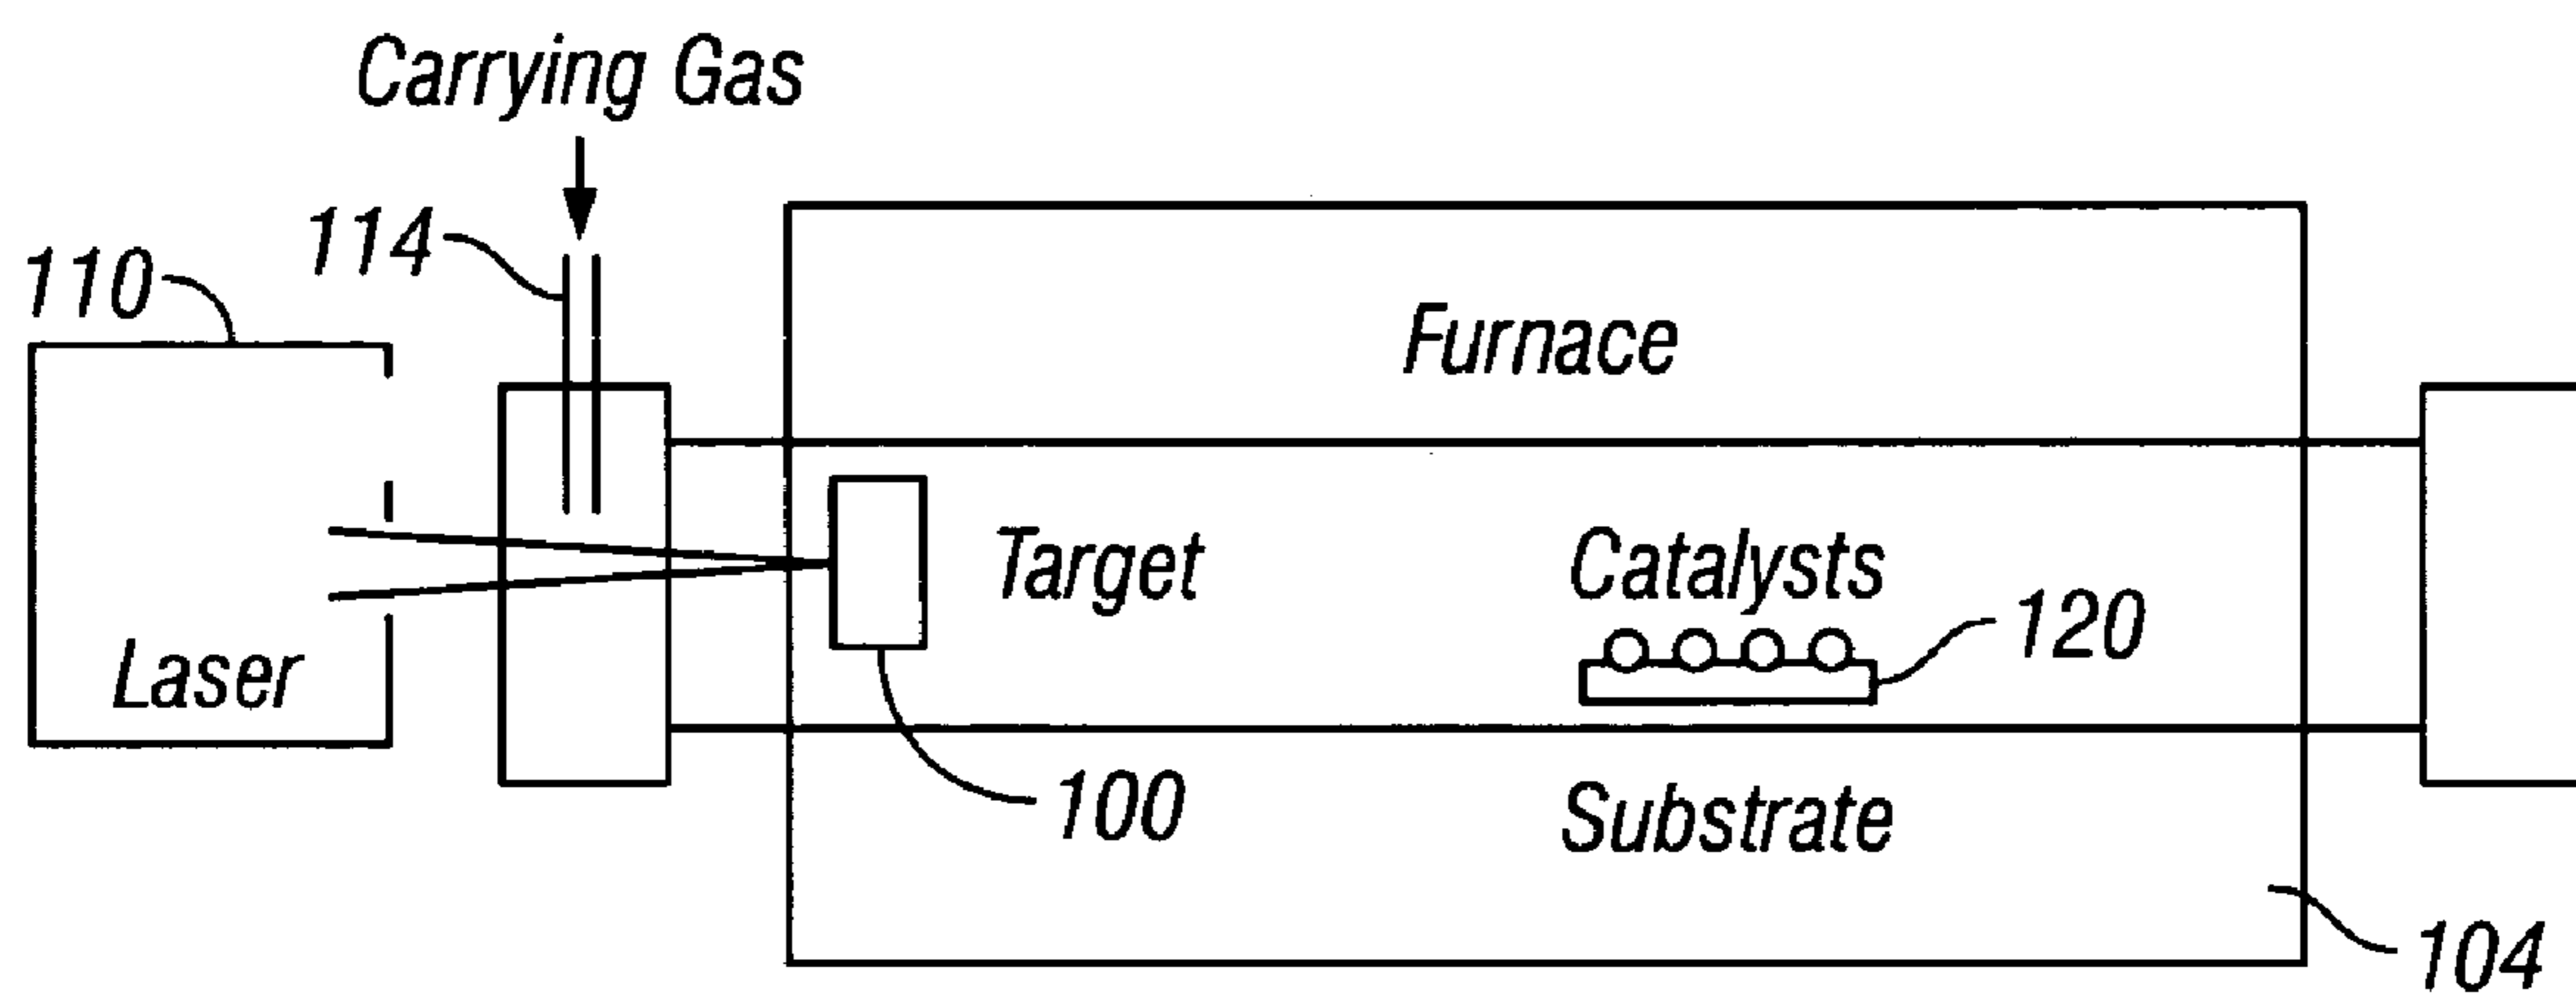 Carrying Gas
114
110
Furnace
Laser
Target
Catalysts
120
100
Substrate
104